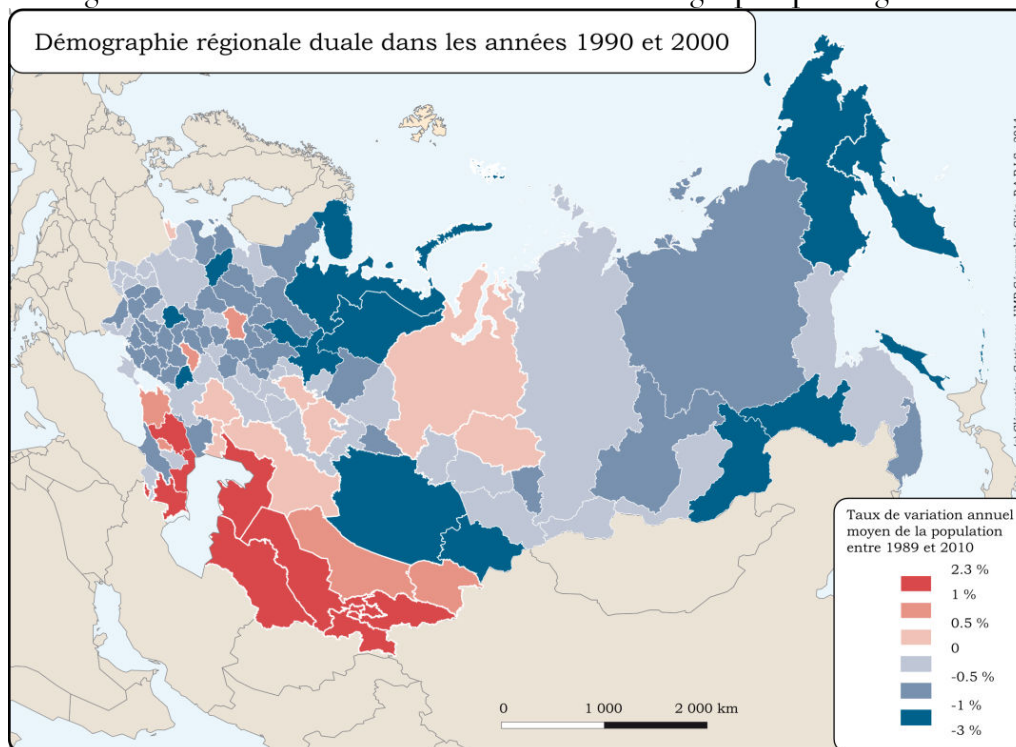 Démographie régionale duale dans les années 1990 et 2000
Taux de variation annuel
moyen de la population
entre 1989 et 2010
2.3 %
1 %
0.5 %
0
-0.5 %
-1 %
-3 %
0 1 000 2 000 km